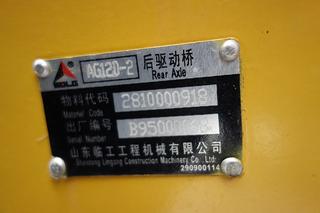 SDLG AG120-2 后驱动桥
Rear Axle
物料代码 2810000918
Material Code
出厂编号
Serial Number
山东临工工程机械有限公司
Shandong Lingong Construction Machinery Co., Ltd.
290900114